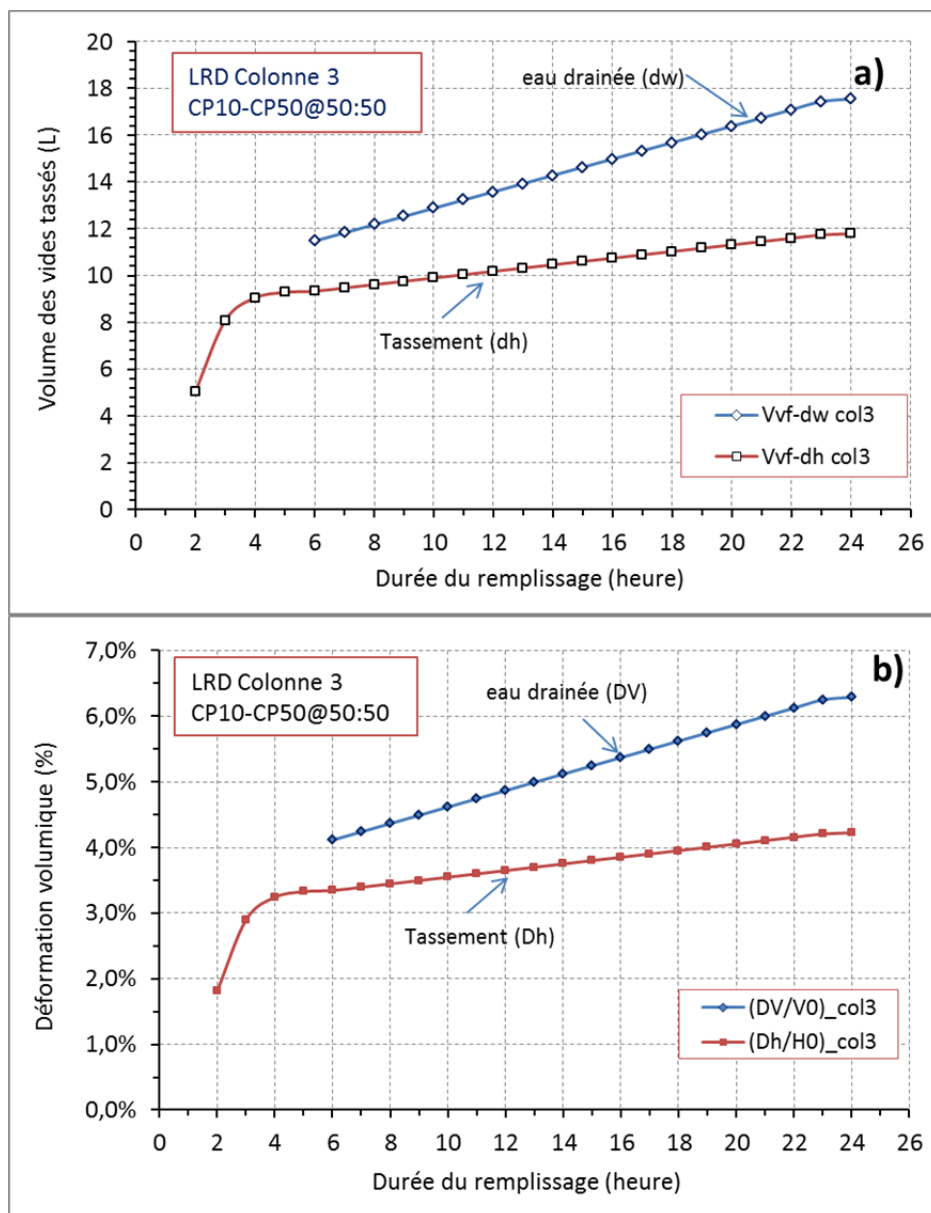 a)
LRD Colonne 3
CP10-CP50@50:50
eau drainée (dw)
Tassement (dh)
Vvf-dw col3
Vvf-dh col3
Volume des vides tassés (L)
20
18
16
14
12
10
8
6
4
2
0
0 2 4 6 8 10 12 14 16 18 20 22 24 26
Durée du remplissage (heure)
b)
LRD Colonne 3
CP10-CP50@50:50
eau drainée (DV)
Tassement (Dh)
(DV/V0)_col3
(Dh/H0)_col3
Déformation volumique (%)
7,0%
6,0%
5,0%
4,0%
3,0%
2,0%
1,0%
0,0%
0 2 4 6 8 10 12 14 16 18 20 22 24 26
Durée du remplissage (heure)